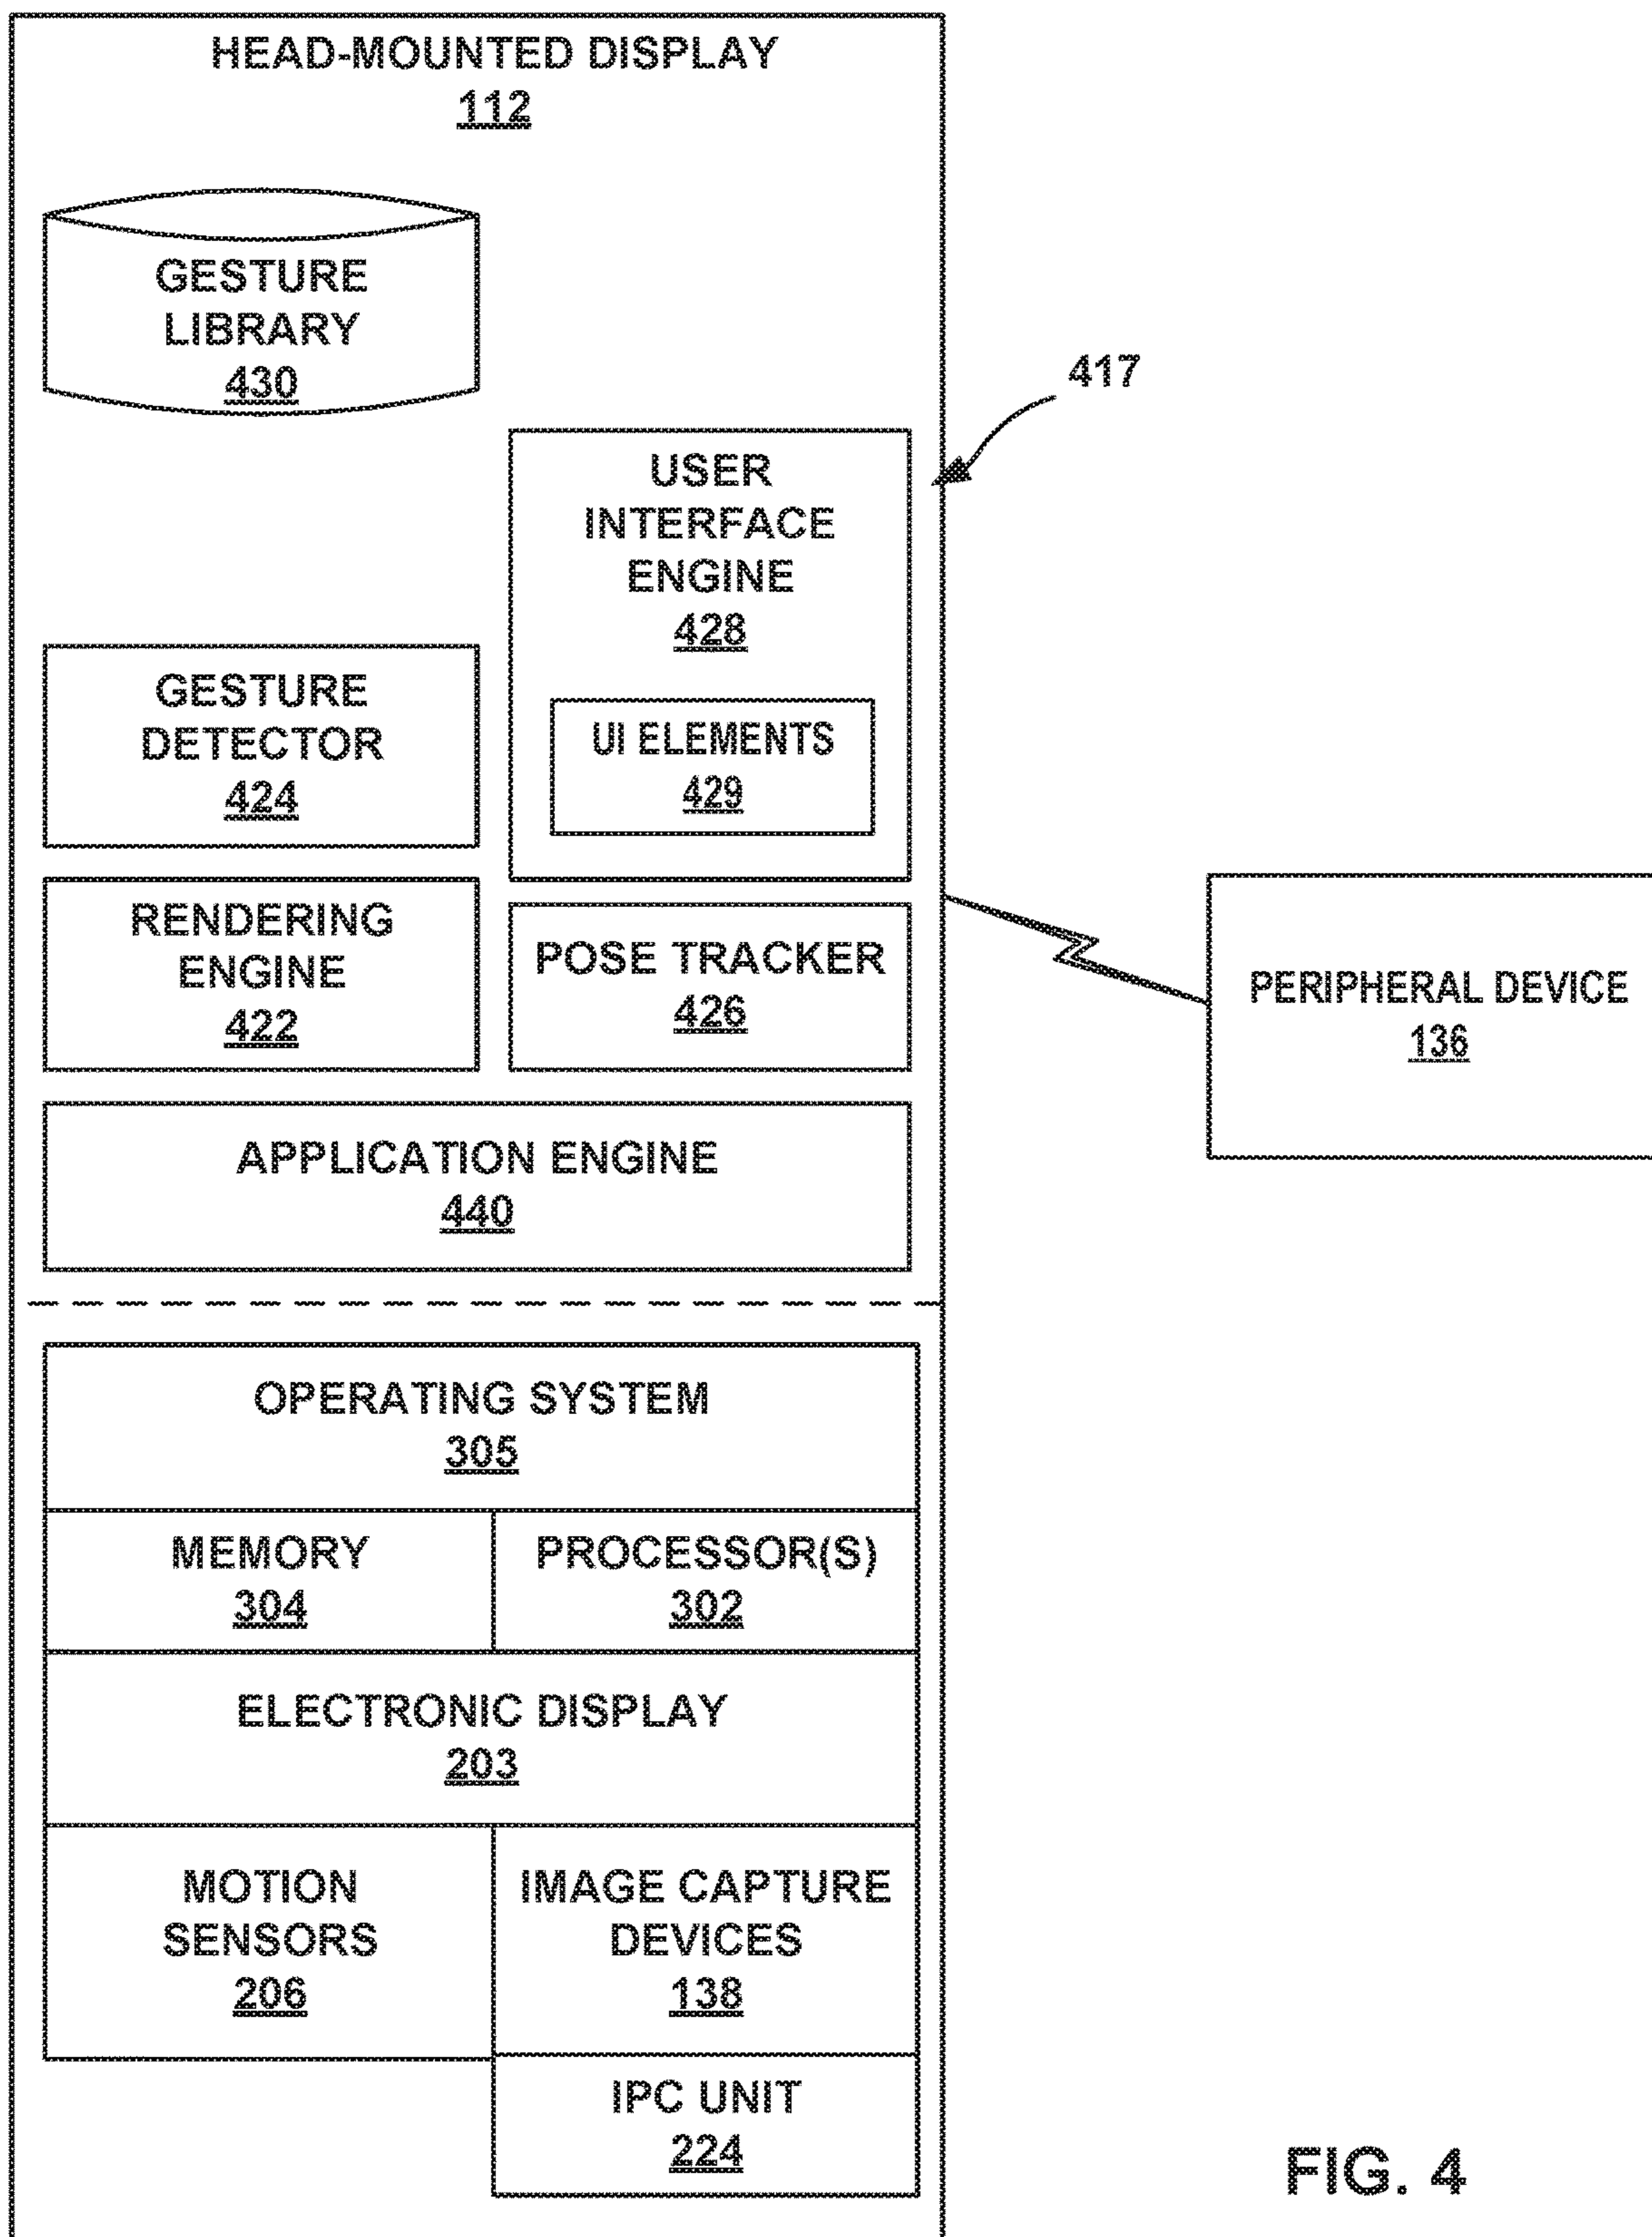 HEAD-MOUNTED DISPLAY
112
GESTURE
LIBRARY
430
417
USER
INTERFACE
ENGINE
428
UI ELEMENTS
429
GESTURE
DETECTOR
424
RENDERING
ENGINE
422
POSE TRACKER
426
PERIPHERAL DEVICE
136
APPLICATION ENGINE
440
OPERATING SYSTEM
305
MEMORY
304
PROCESSOR(S)
302
ELECTRONIC DISPLAY
203
MOTION
SENSORS
206
IMAGE CAPTURE
DEVICES
138
IPC UNIT
224
FIG. 4